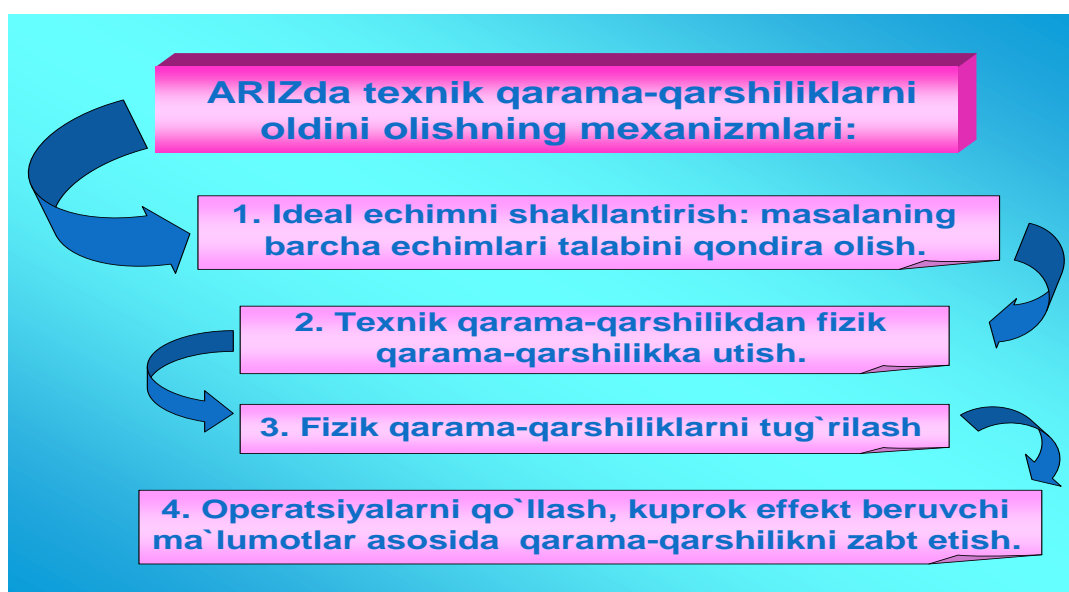 ARIZda texnik qarama-qarshiliklarni
oldini olishning mexanizmlari:
1. Ideal echimni shakllantirish: masalaning
barcha echimlari talabini qondira olish.
2. Texnik qarama-qarshilikdan fizik
qarama-qarshilikka utish.
3. Fizik qarama-qarshiliklarni tug`rilash
4. Operatsiyalarni qo`llash, kuprok effekt beruvchi
ma`lumotlar asosida qarama-qarshilikni zabt etish.